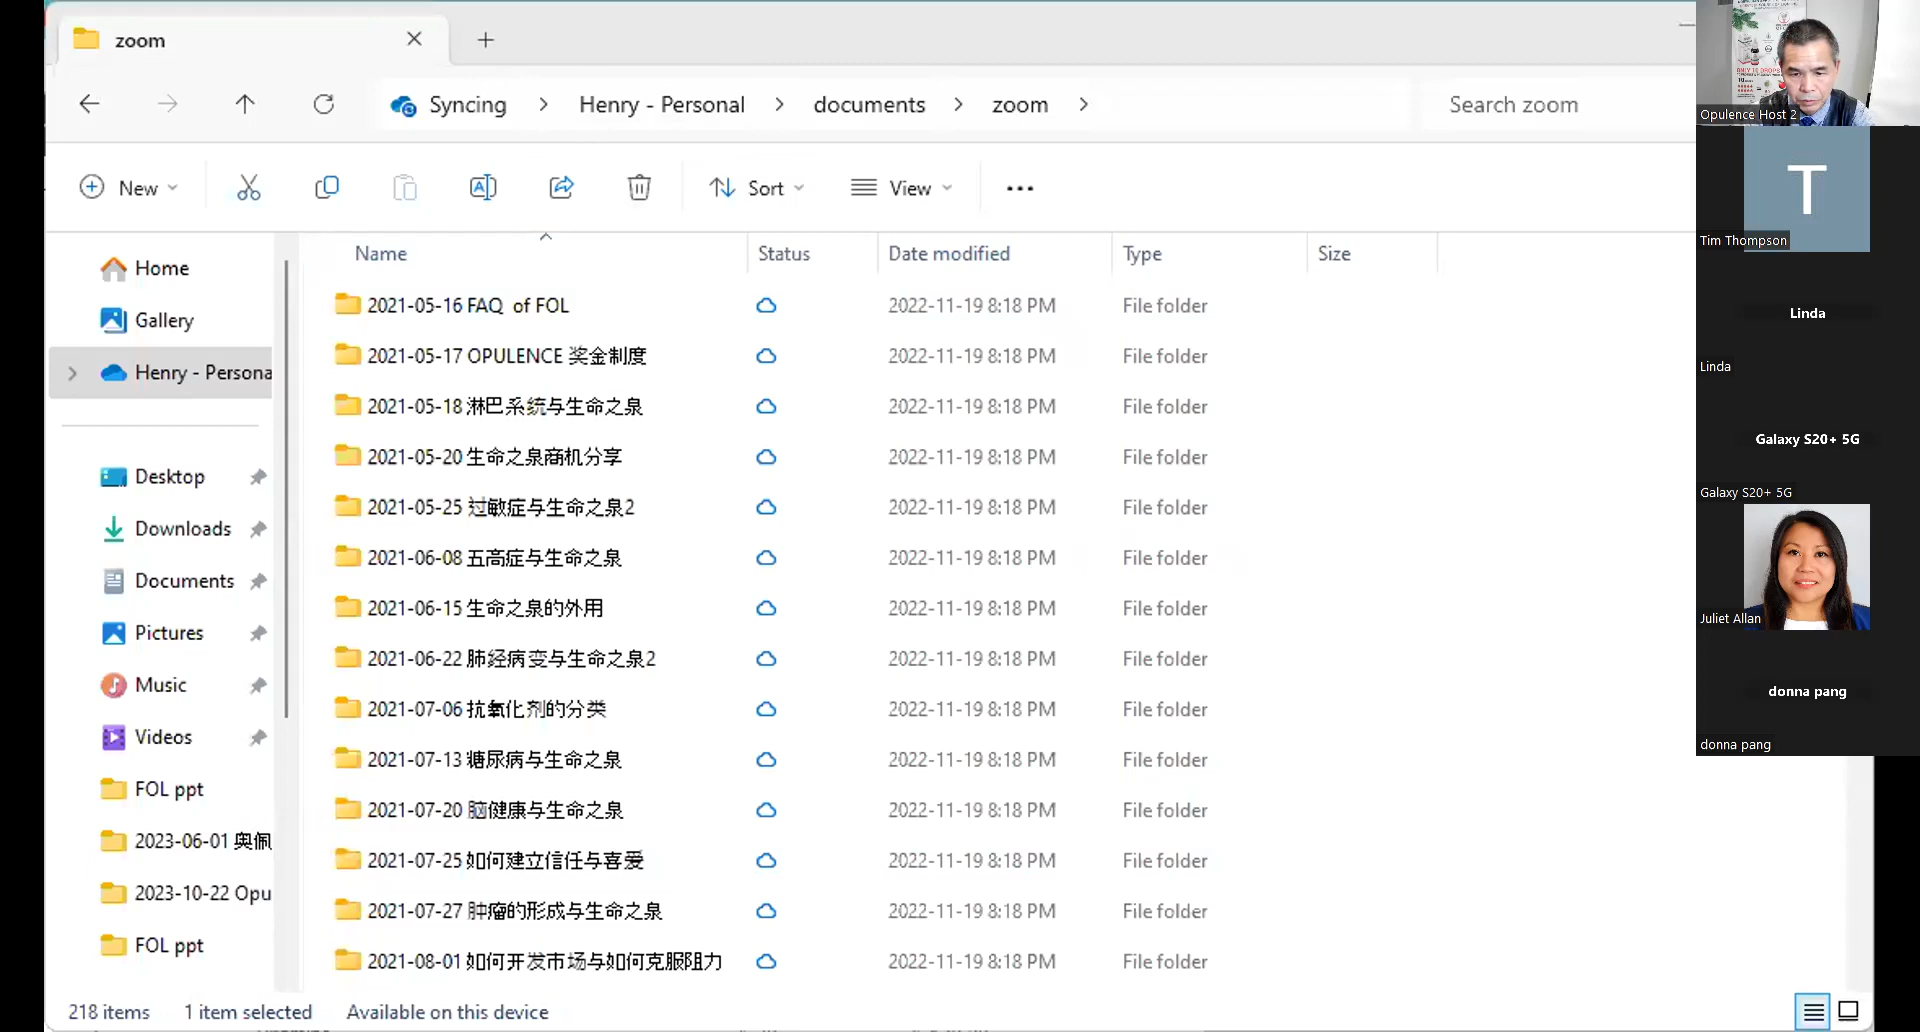 zoom
Syncing > Henry - Personal > documents > zoom >
Search zoom
New
Sort
View
Home
Gallery
Henry - Persona
Desktop
Downloads
Documents
Pictures
Music
Videos
FOL ppt
2023-06-01 奥佩
2023-10-22 Opu
FOL ppt
Name Status Date modified Type Size
2021-05-16 FAQ of FOL 2022-11-19 8:18 PM File folder
2021-05-17 OPULENCE 奖金制度 2022-11-19 8:18 PM File folder
2021-05-18 淋巴系统与生命之泉 2022-11-19 8:18 PM File folder
2021-05-20 生命之泉商机分享 2022-11-19 8:18 PM File folder
2021-05-25 过敏症与生命之泉2 2022-11-19 8:18 PM File folder
2021-06-08 五高症与生命之泉 2022-11-19 8:18 PM File folder
2021-06-15 生命之泉的外用 2022-11-19 8:18 PM File folder
2021-06-22 肺经病变与生命之泉2 2022-11-19 8:18 PM File folder
2021-07-06 抗氧化剂的分类 2022-11-19 8:18 PM File folder
2021-07-13 糖尿病与生命之泉 2022-11-19 8:18 PM File folder
2021-07-20 脑健康与生命之泉 2022-11-19 8:18 PM File folder
2021-07-25 如何建立信任与喜爱 2022-11-19 8:18 PM File folder
2021-07-27 肿瘤的形成与生命之泉 2022-11-19 8:18 PM File folder
2021-08-01 如何开发市场与如何克服阻力 2022-11-19 8:18 PM File folder
218 items 1 item selected Available on this device
Opulence Host 2
T
Tim Thompson
Linda
Linda
Galaxy S20+ 5G
Galaxy S20+ 5G
Juliet Allan
donna pang
donna pang